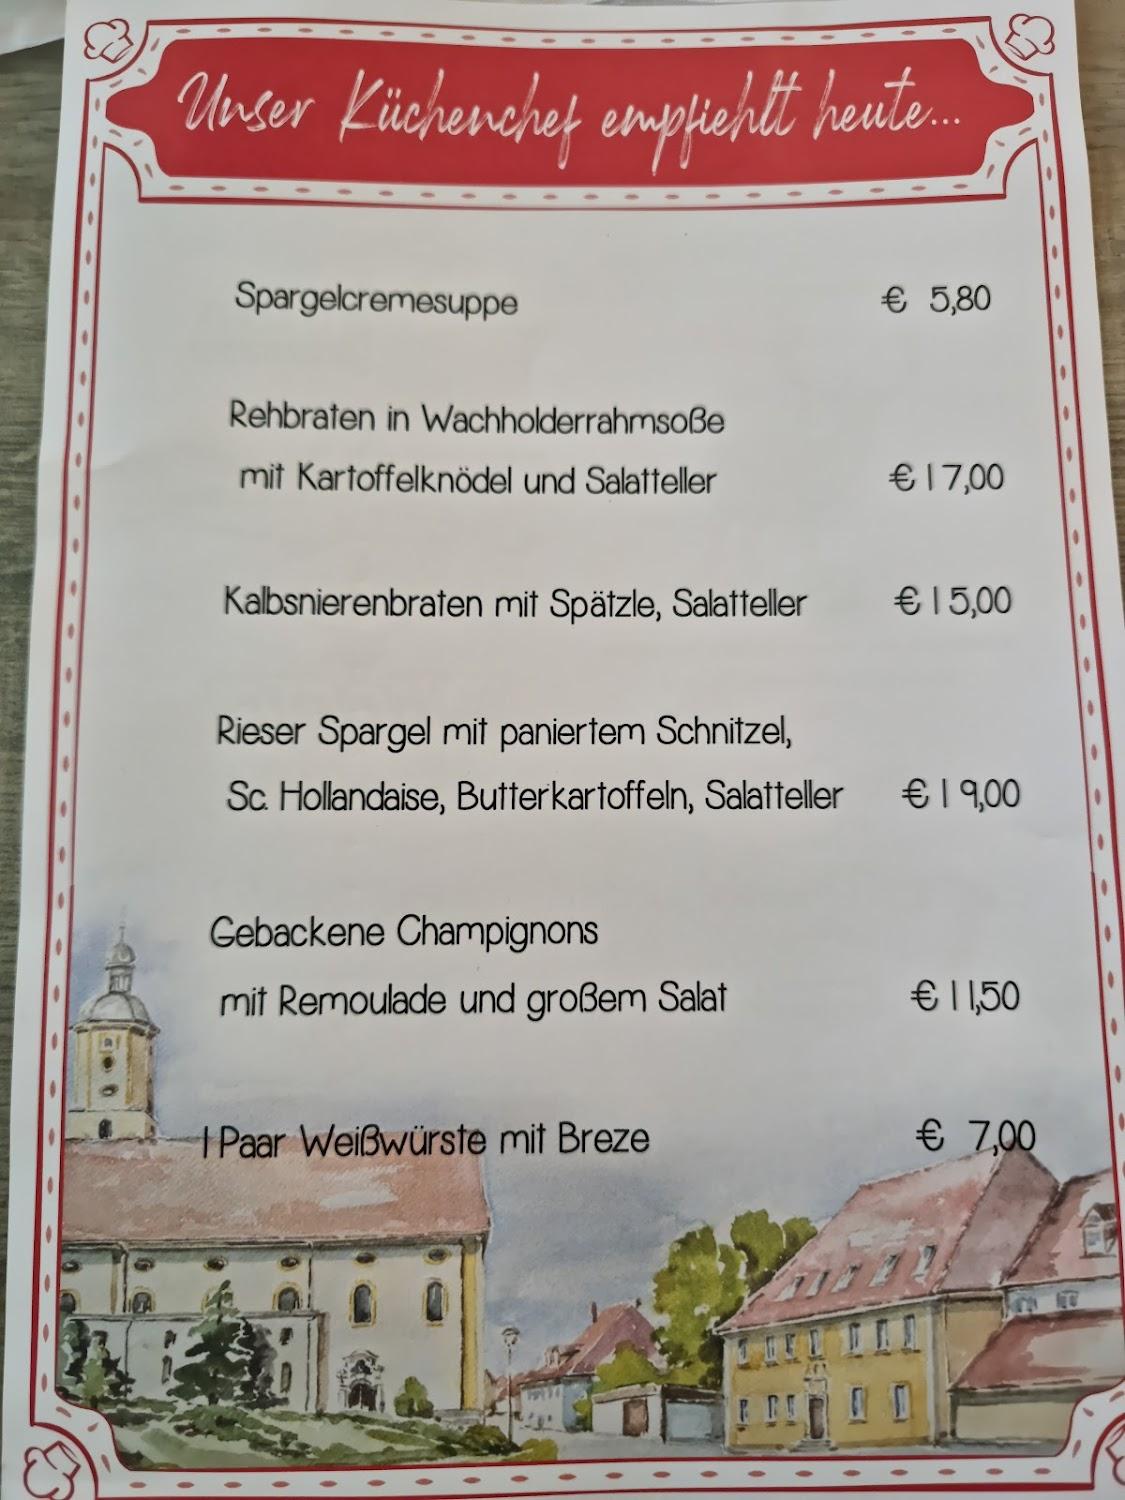 Unser Küchenchef empfiehlt heute...
Spargelcremesuppe € 5,80
Rehbraten in Wachholderrahmsoße
mit Kartoffelknödel und Salatteller € 17,00
Kalbsnierenbraten mit Spätzle, Salatteller € 15,00
Rieser Spargel mit paniertem Schnitzel,
Sc. Hollandaise, Butterkartoffeln, Salatteller € 19,00
Gebackene Champignons
mit Remoulade und großem Salat € 11,50
1 Paar Weißwürste mit Breze € 7,00